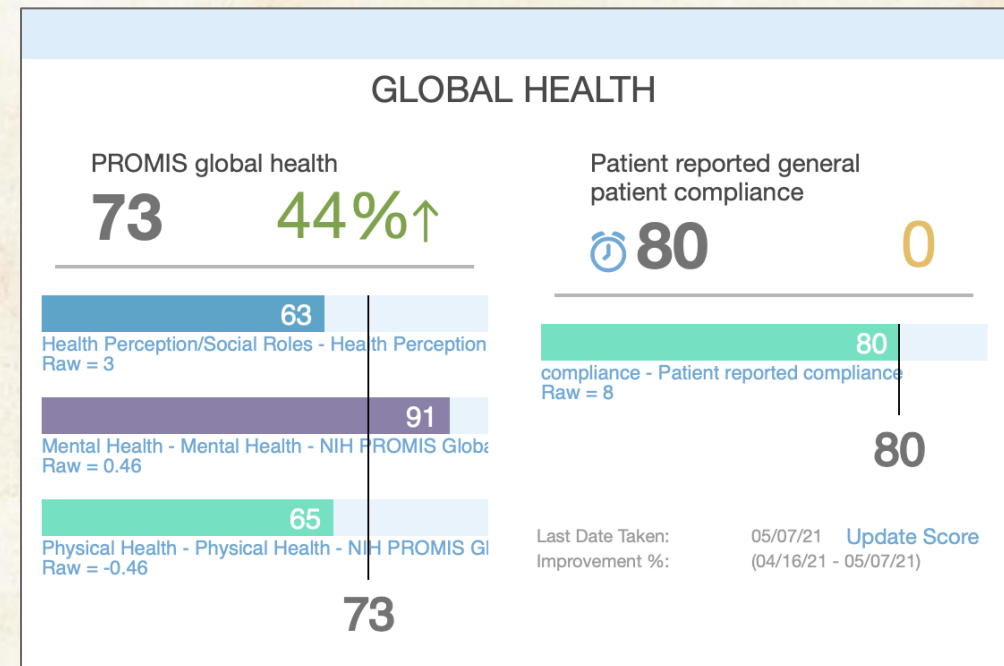 GLOBAL HEALTH
PROMIS global health
73 44%↑
63
Health Perception/Social Roles - Health Perception
Raw = 3
91
Mental Health - Mental Health - NIH PROMIS Globa
Raw = 0.46
65
Physical Health - Physical Health - NIH PROMIS Gl
Raw = -0.46
73
Patient reported general
patient compliance
80 0
80
compliance - Patient reported compliance
Raw = 8
80
Last Date Taken: 05/07/21 Update Score
Improvement %: (04/16/21 - 05/07/21)